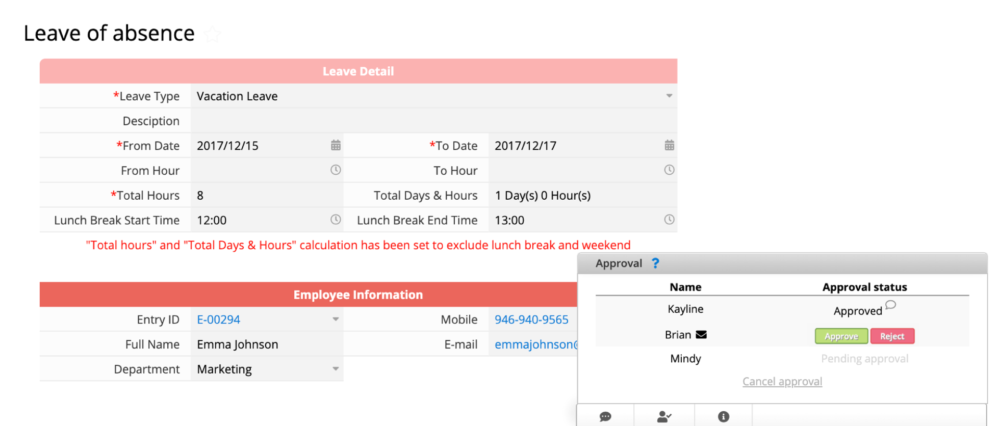 Leave of absence
Leave Detail
*Leave Type Vacation Leave
Desciption
*From Date 2017/12/15 *To Date 2017/12/17
From Hour To Hour
*Total Hours 8 Total Days & Hours 1 Day(s) 0 Hour(s)
Lunch Break Start Time 12:00 Lunch Break End Time 13:00
"Total hours" and "Total Days & Hours" calculation has been set to exclude lunch break and weekend
Employee Information
Entry ID E-00294 Mobile 946-940-9565
Full Name Emma Johnson E-mail emmajohnson@
Department Marketing
Approval ?
Name Approval status
Kayline Approved
Brian Approve Reject
Mindy Pending approval
Cancel approval